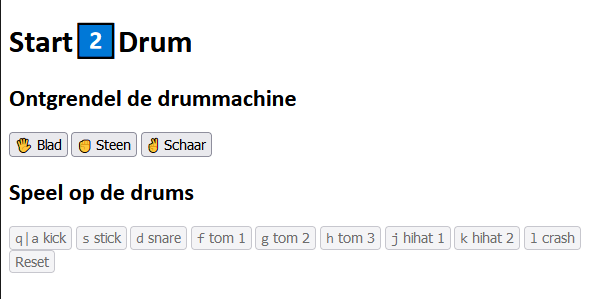 Start 2 Drum
Ontgrendel de drummachine
🖐 Blad ✊ Steen ✌ Schaar
Speel op de drums
q|a kick s stick d snare f tom 1 g tom 2 h tom 3 j hihat 1 k hihat 2 l crash
Reset